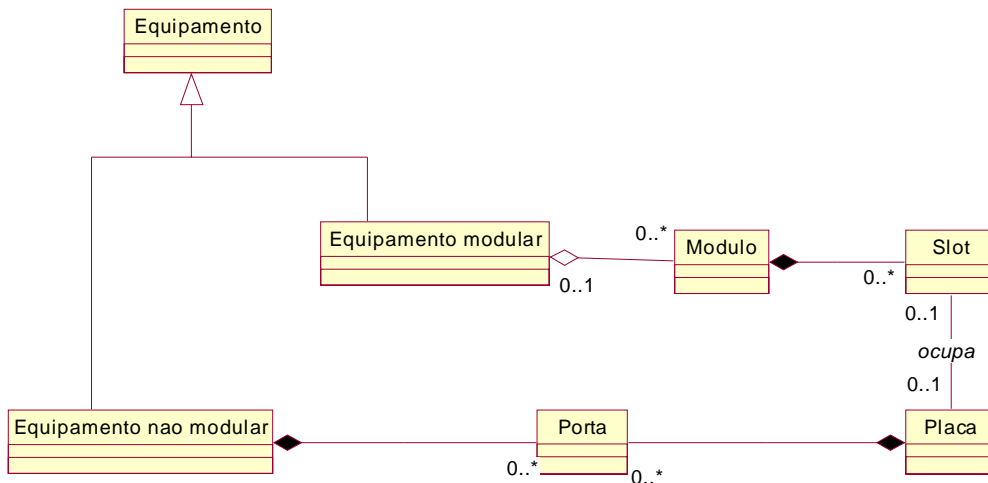 Equipamento
Equipamento modular
0..1
0..*
Modulo
0..*
Slot
0..1
ocupa
0..1
Equipamento nao modular
0..*
Porta
0..*
Placa